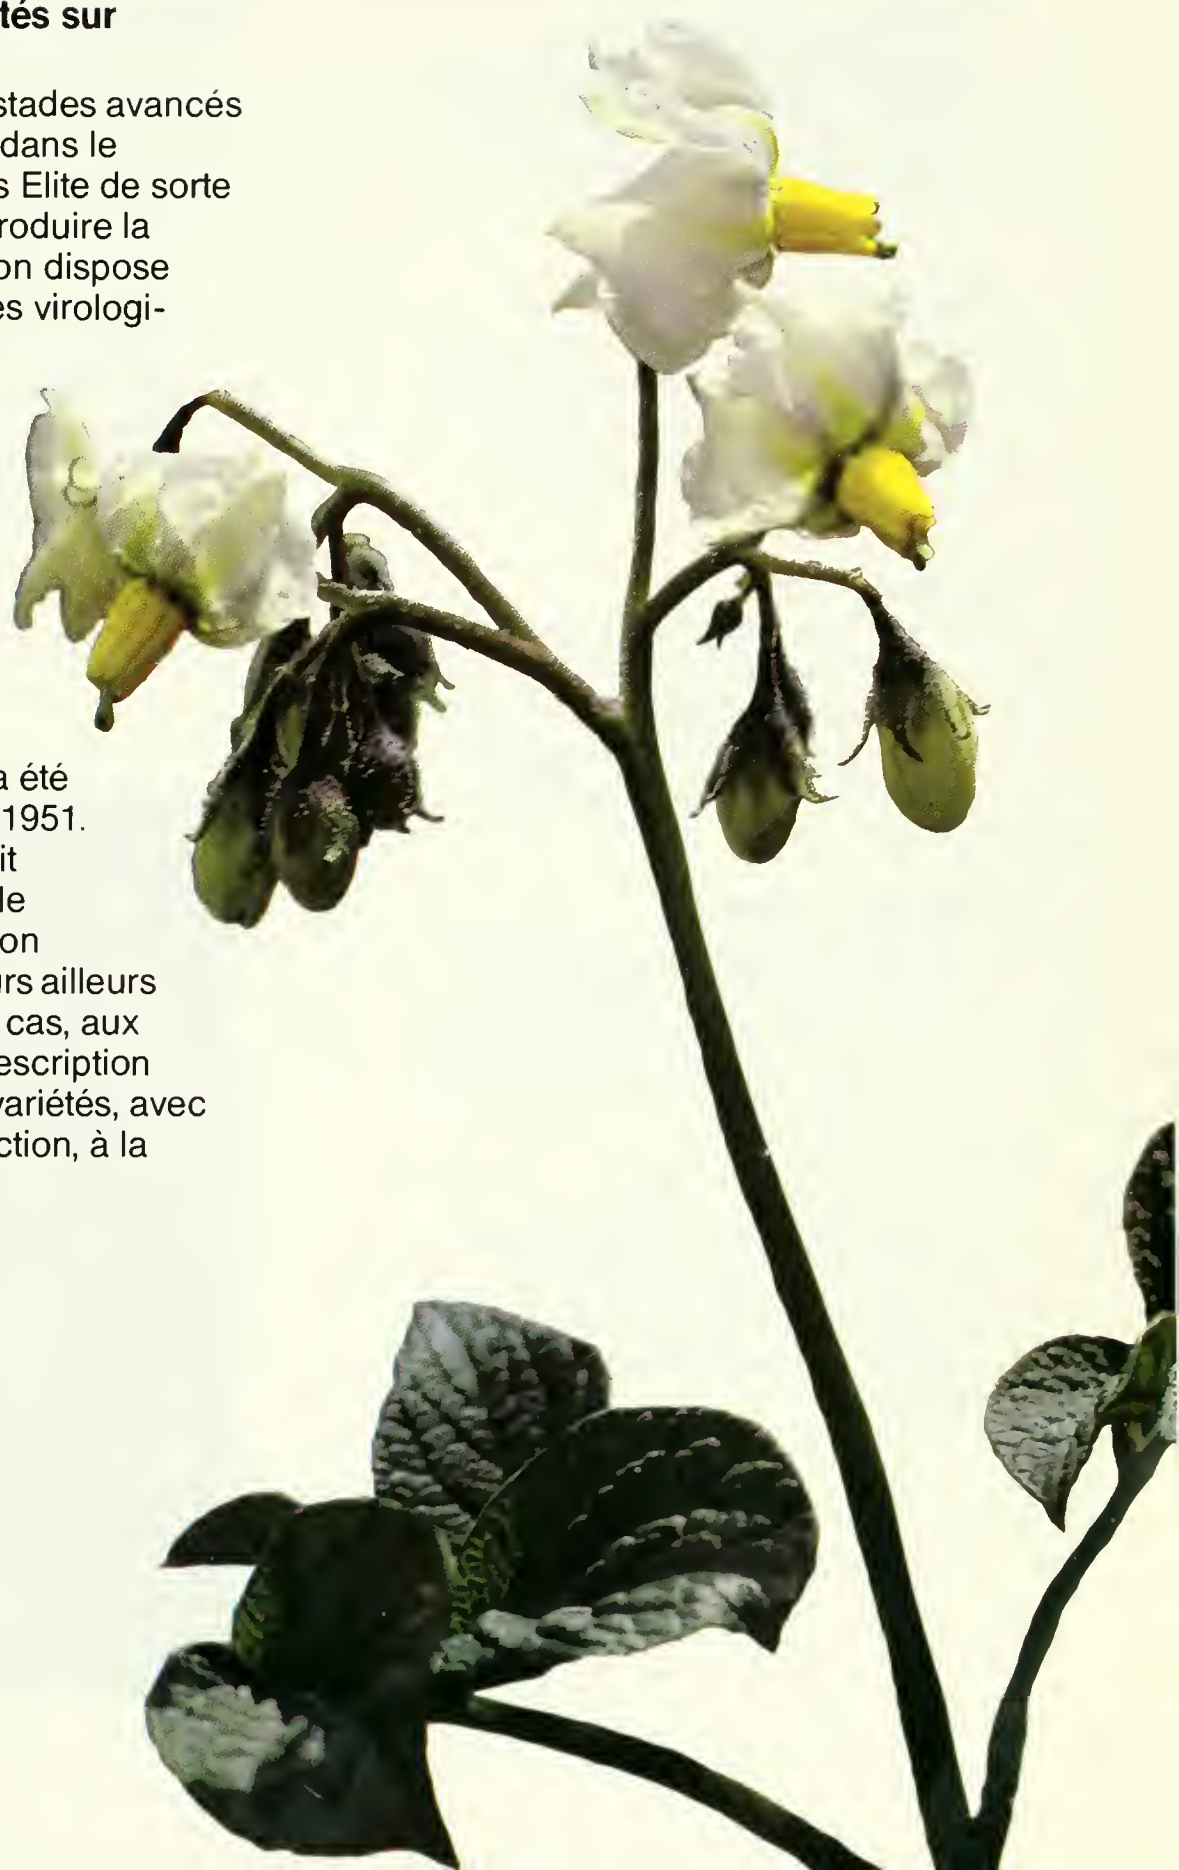 tés sur
stades avancés
dans le
s Elite de sorte
roduire la
on dispose
es virologi-
a été
1951.
it
le
on
rs ailleurs
cas, aux
escription
variétés, avec
ction, à la